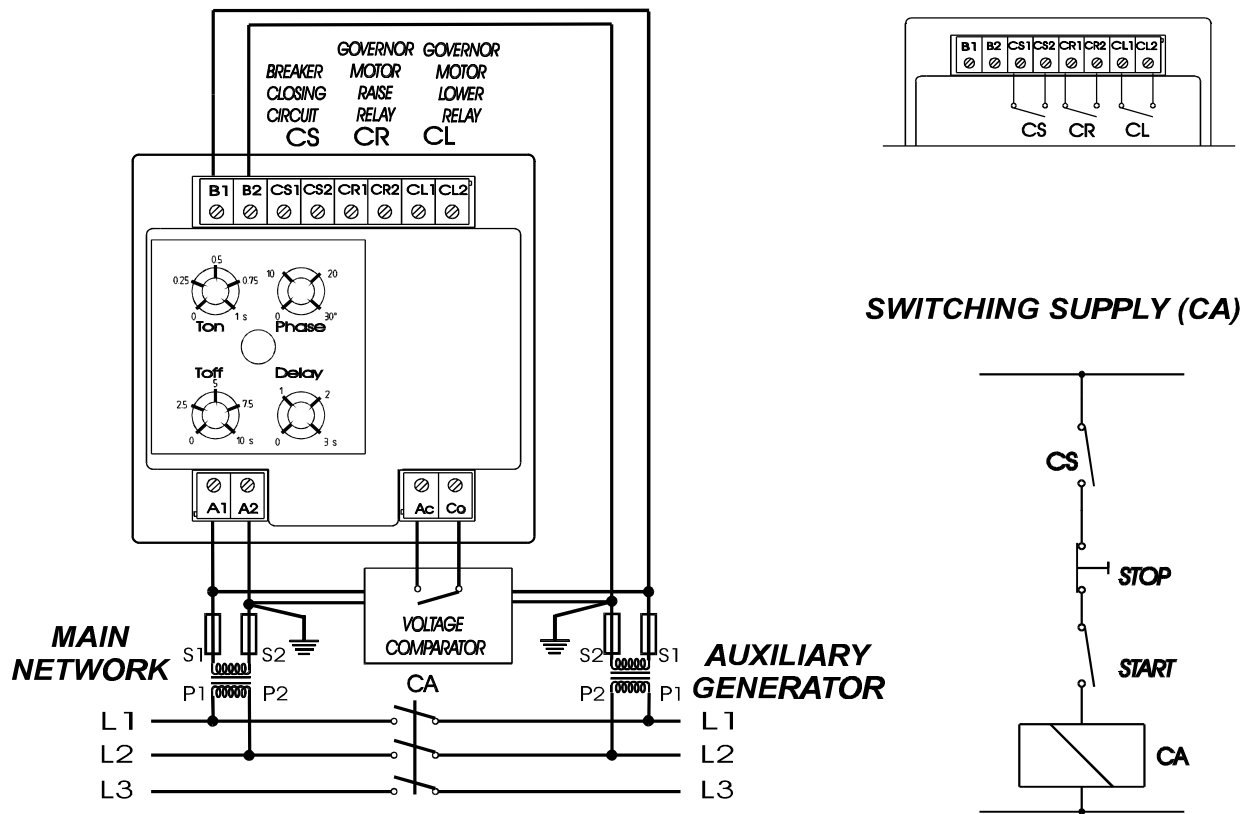 GOVERNOR GOVERNOR
BREAKER MOTOR MOTOR
CLOSING RAISE LOWER
CIRCUIT RELAY RELAY
CS CR CL
B1 B2 CS1 CS2 CR1 CR2 CL1 CL2
0.5
0.25 0.75
0 1 s
Ton
10 20
0 30°
Phase
Toff
5
2.5 7.5
0 10 s
Delay
1 2
0 3 s
A1 A2
Ac Co
VOLTAGE
COMPARATOR
MAIN
NETWORK
S1 S2
P1 P2
CA
S2 S1
P2 P1
AUXILIARY
GENERATOR
L1 L1
L2 L2
L3 L3
B1 B2 CS1 CS2 CR1 CR2 CL1 CL2
CS CR CL
SWITCHING SUPPLY (CA)
CS
STOP
START
CA